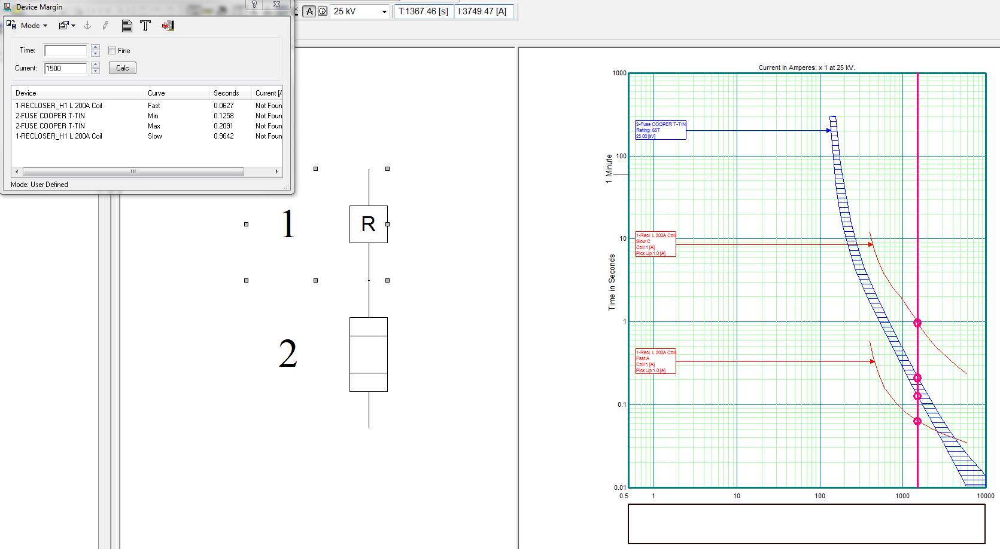 Device Margin
?
A
G
25 kV
T:1367.46 [s]
I:3749.47 [A]
Mode
T
Time:
Fine
Current:
1500
Calc
Device Curve Seconds Current [A
1-RECLOSER_H1 L 200A Coil Fast 0.0627 Not Foun
2-FUSE COOPER T-TIN Min 0.1258 Not Foun
2-FUSE COOPER T-TIN Max 0.2091 Not Foun
1-RECLOSER_H1 L 200A Coil Slow 0.9642 Not Foun
Mode: User Defined
1
R
2
Current in Amperes: x 1 at 25 kV.
1000
2-Fuse COOPER T-TIN
Rating: 65T
25.00 [kV]
100
1 Minute
1-Recl. L 200A Coil
Slow:C
Coil:1 [A]
Pick Up:1.0 [A]
10
Time in Seconds
1
1-Recl. L 200A Coil
Fast:A
Coil:1 [A]
Pick Up:1.0 [A]
0.1
0.01
0.5 1 10 100 1000 10000